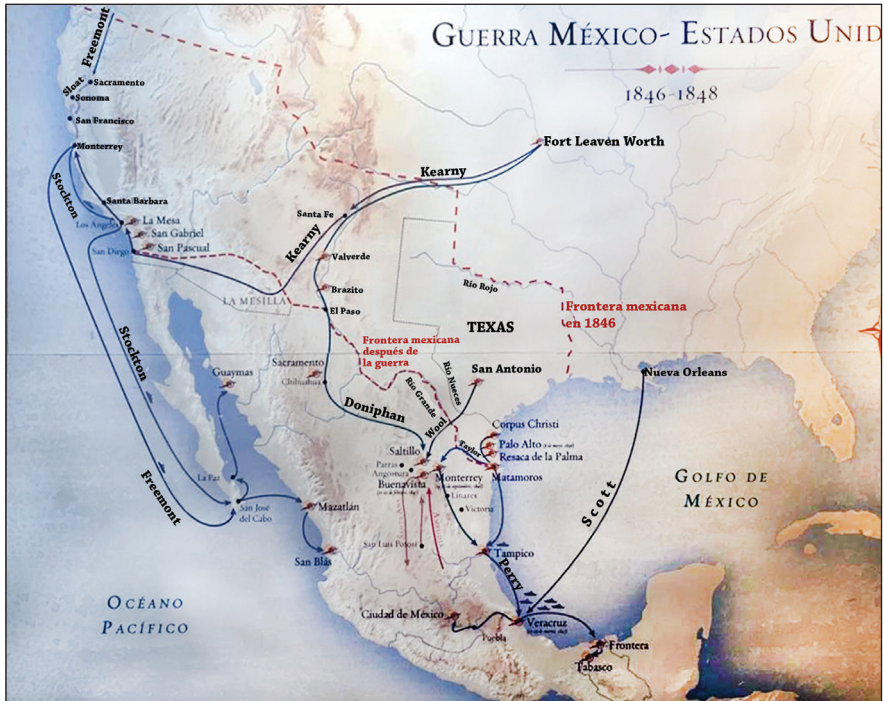 GUERRA MÉXICO- ESTADOS UNID
1846-1848
Freemont
Sloat
Sacramento
Sonoma
San Francisco
Monterrey
Fort Leavén Worth
Kearny
Stockton
Santa Barbara
Santa Fe
Los Angeles
La Mesa
San Gabriel
San Pascual
San Diego
Kearny
Valverde
LA MESILLA
Brazito
El Paso
Río Rojo
TEXAS
Frontera mexicana
en 1846
Frontera mexicana
después de
la guerra
Stockton
Guaymas
Sacramento
Chihuahua
Río Grande
Río Nueces
San Antonio
Nueva Orleans
Doniphan
Wool
Corpus Christi
Taylor
Palo Alto
Resaca de la Palma
Saltillo
Parras
Angostura
Buenavista
Monterrey
Matamoros
Linares
Victoria
GOLFO DE
MÉXICO
Freemont
La Paz
San José
del Cabo
Mazatlán
San Luis Potosí
San Blás
Tampico
Scott
Perry
OCÉANO
PACÍFICO
Ciudad de México
Puebla
Veracruz
Frontera
Tabasco